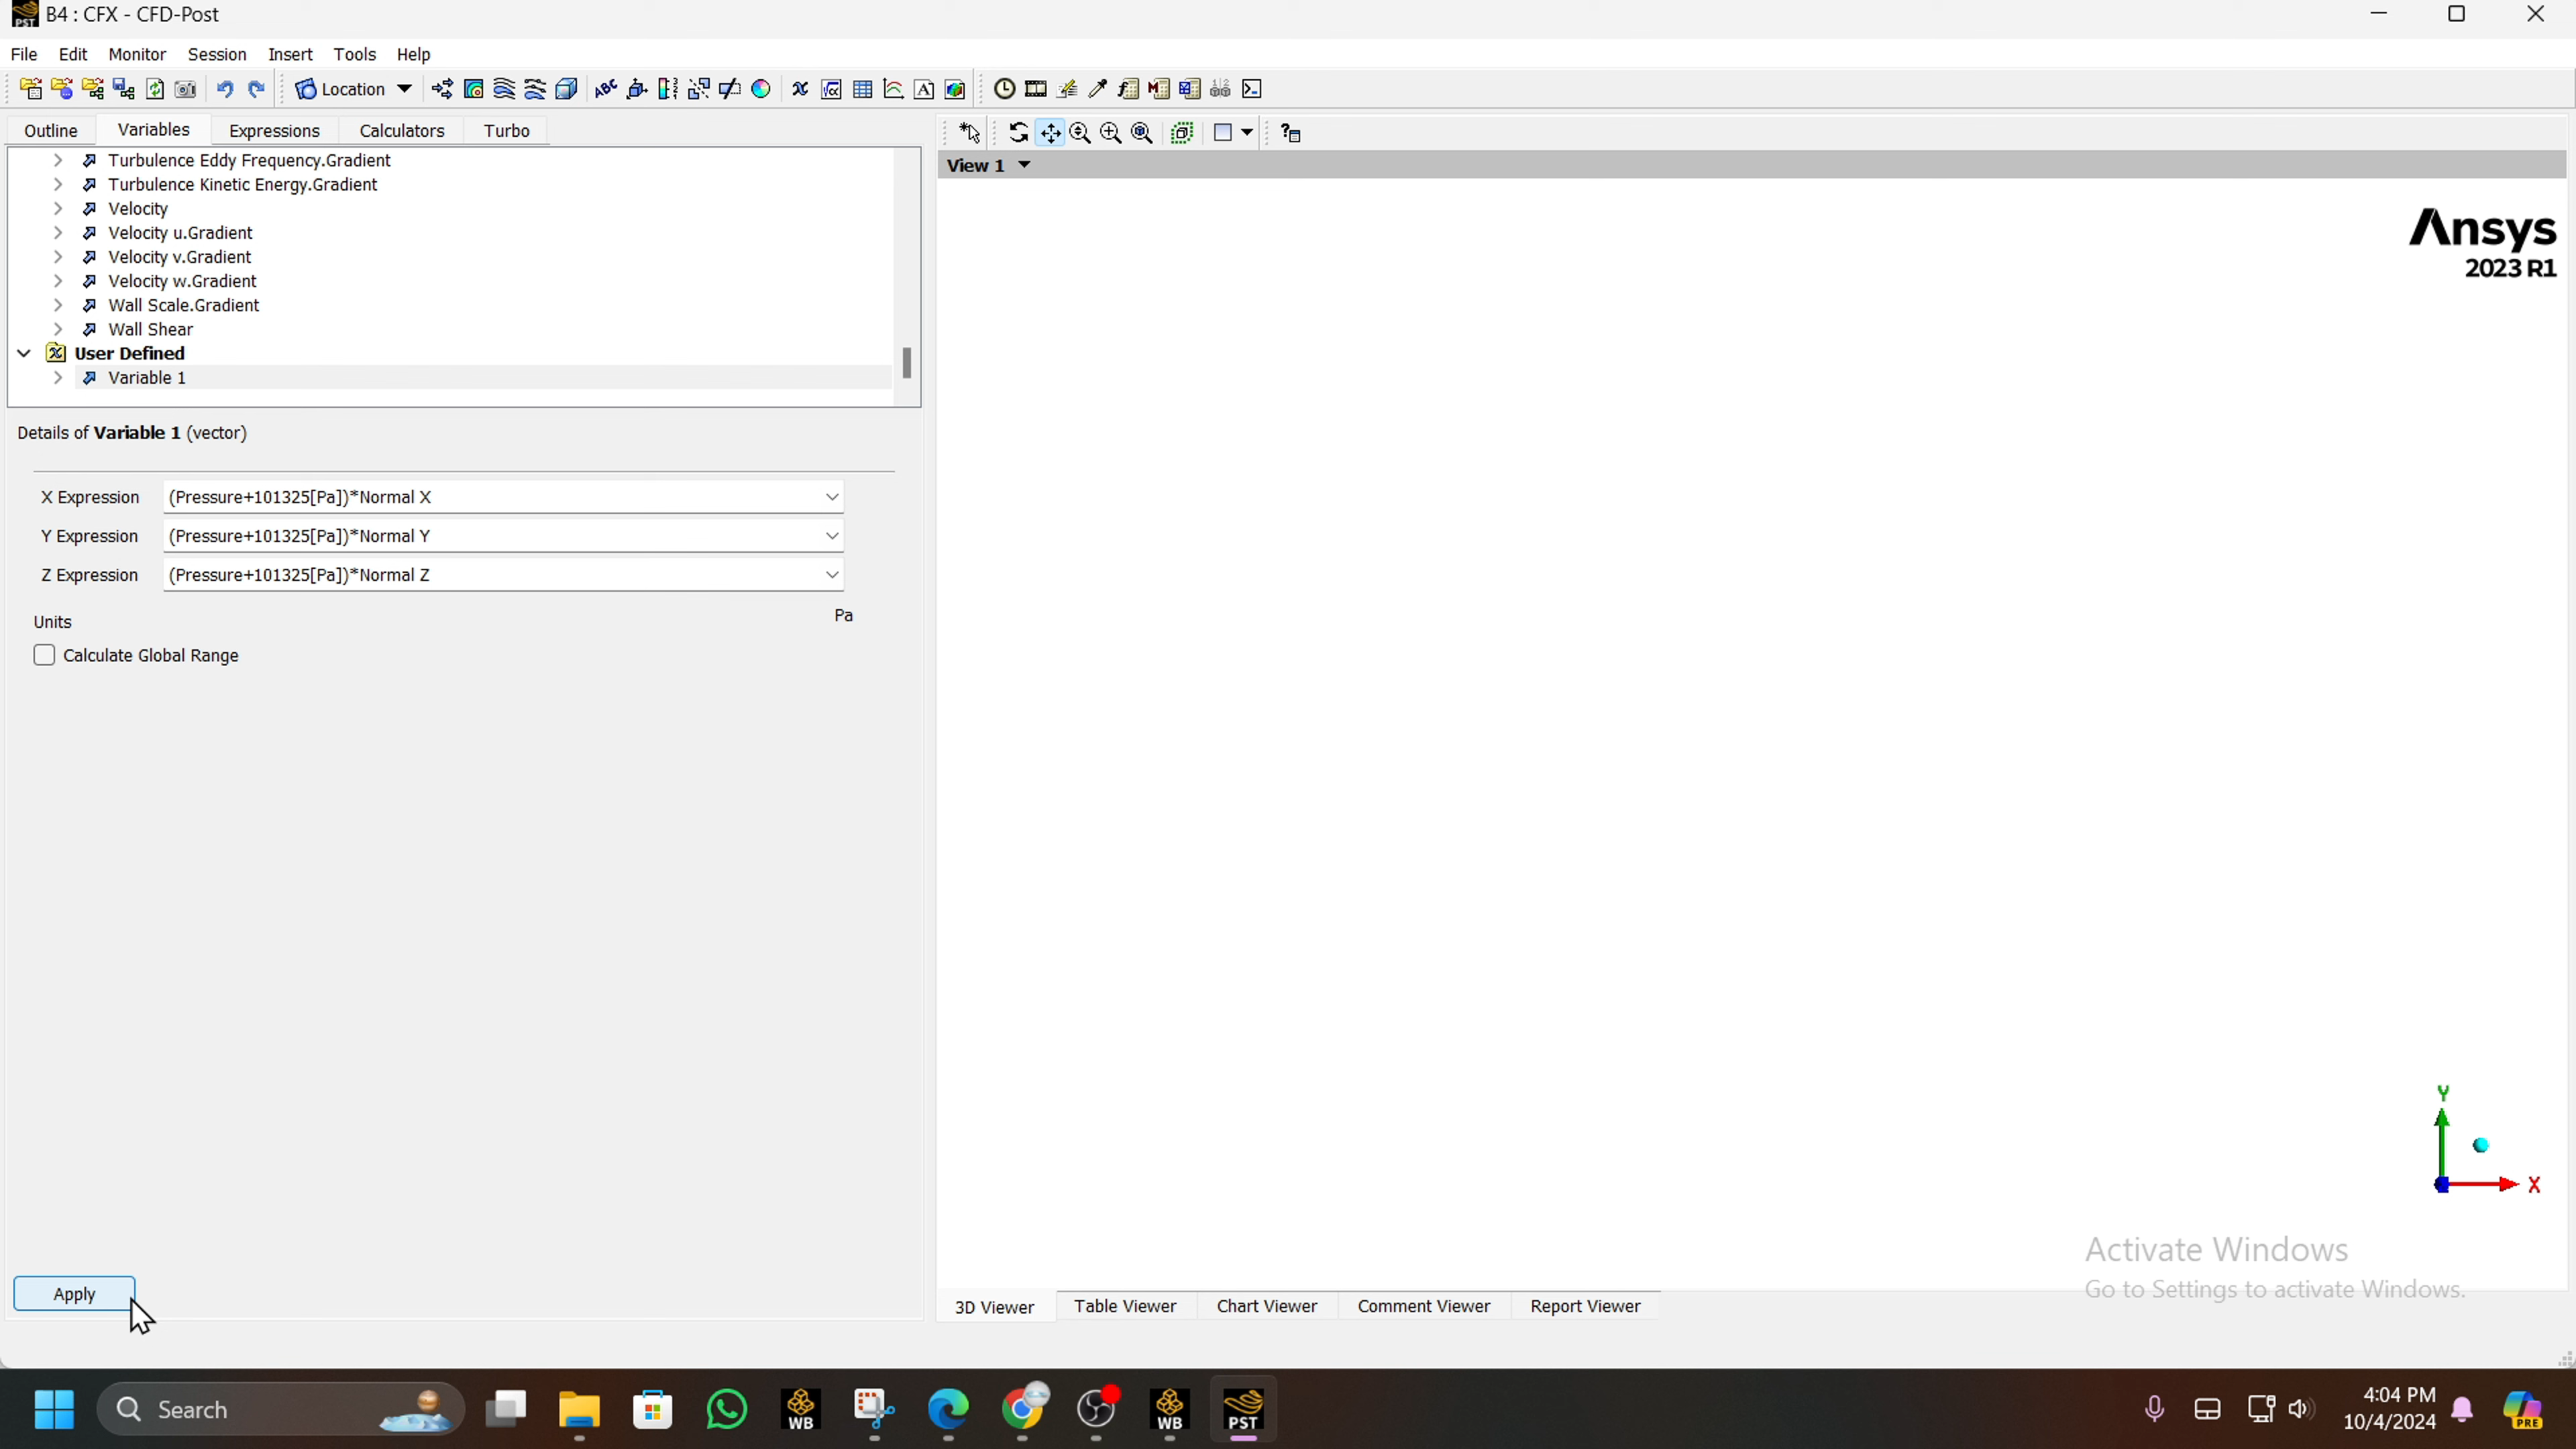 B4 : CFX - CFD-Post
File Edit Monitor Session Insert Tools Help
Location
Outline Variables Expressions Calculators Turbo
View 1
Turbulence Eddy Frequency.Gradient
Turbulence Kinetic Energy.Gradient
Velocity
Velocity u.Gradient
Velocity v.Gradient
Velocity w.Gradient
Wall Scale.Gradient
Wall Shear
User Defined
Variable 1
Ansys
2023 R1
Details of Variable 1 (vector)
X Expression (Pressure+101325[Pa])*Normal X
Y Expression (Pressure+101325[Pa])*Normal Y
Z Expression (Pressure+101325[Pa])*Normal Z
Units Pa
Calculate Global Range
Y
X
Activate Windows
Go to Settings to activate Windows.
Apply
3D Viewer Table Viewer Chart Viewer Comment Viewer Report Viewer
Search
WB
WB
PST
4:04 PM
10/4/2024
PRE